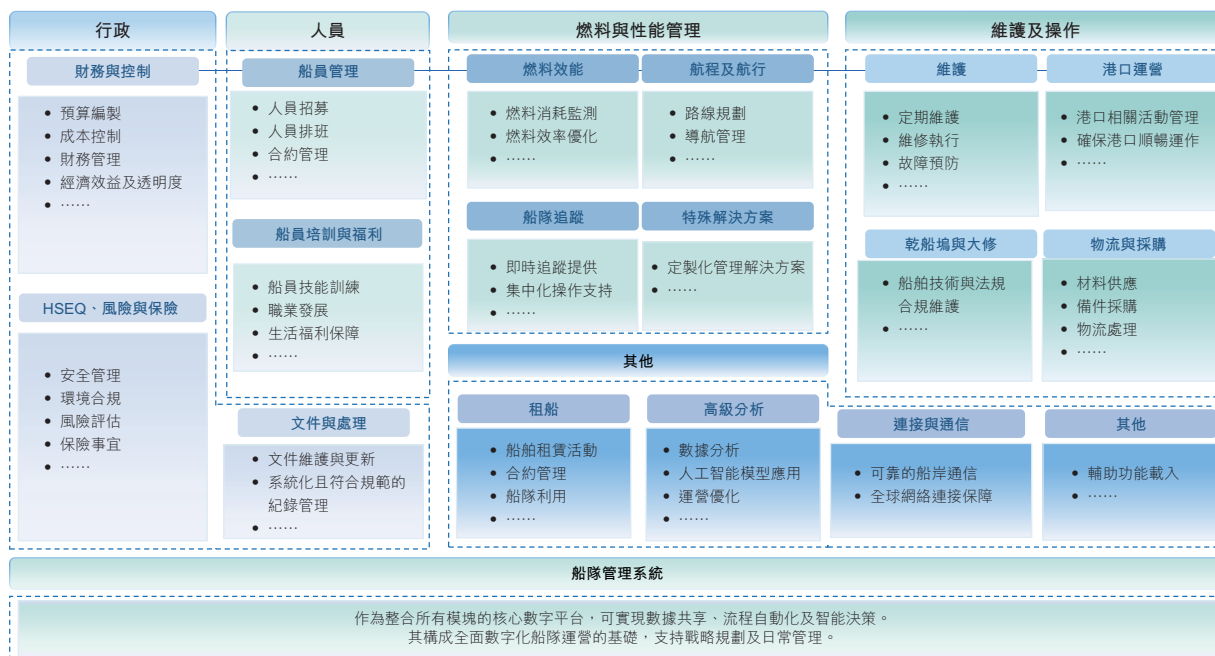 行政
財務與控制
• 預算編製
• 成本控制
• 財務管理
• 經濟效益及透明度
• ……
HSEQ、風險與保險
• 安全管理
• 環境合規
• 風險評估
• 保險事宜
• ……
文件與處理
• 文件維護與更新
• 系統化且符合規範的
紀錄管理
• ……
人員
船員管理
• 人員招募
• 人員排班
• 合約管理
• ……
船員培訓與福利
• 船員技能訓練
• 職業發展
• 生活福利保障
• ……
燃料與性能管理
燃料效能
• 燃料消耗監測
• 燃料效率優化
• ……
航程及航行
• 路線規劃
• 導航管理
• ……
船隊追蹤
• 即時追蹤提供
• 集中化操作支持
• ……
特殊解決方案
• 定製化管理解決方案
• ……
維護及操作
維護
• 定期維護
• 維修執行
• 故障預防
• ……
港口運營
• 港口相關活動管理
• 確保港口順暢運作
• ……
乾船塢與大修
• 船舶技術與法規
合規維護
• ……
物流與採購
• 材料供應
• 備件採購
• 物流處理
• ……
其他
租船
• 船舶租賃活動
• 合約管理
• 船隊利用
• ……
高級分析
• 數據分析
• 人工智能模型應用
• 運營優化
• ……
連接與通信
• 可靠的船岸通信
• 全球網絡連接保障
其他
• 輔助功能載入
• ……
船隊管理系統
作為整合所有模塊的核心數字平台，可實現數據共享、流程自動化及智能決策。
其構成全面數字化船隊運營的基礎，支持戰略規劃及日常管理。